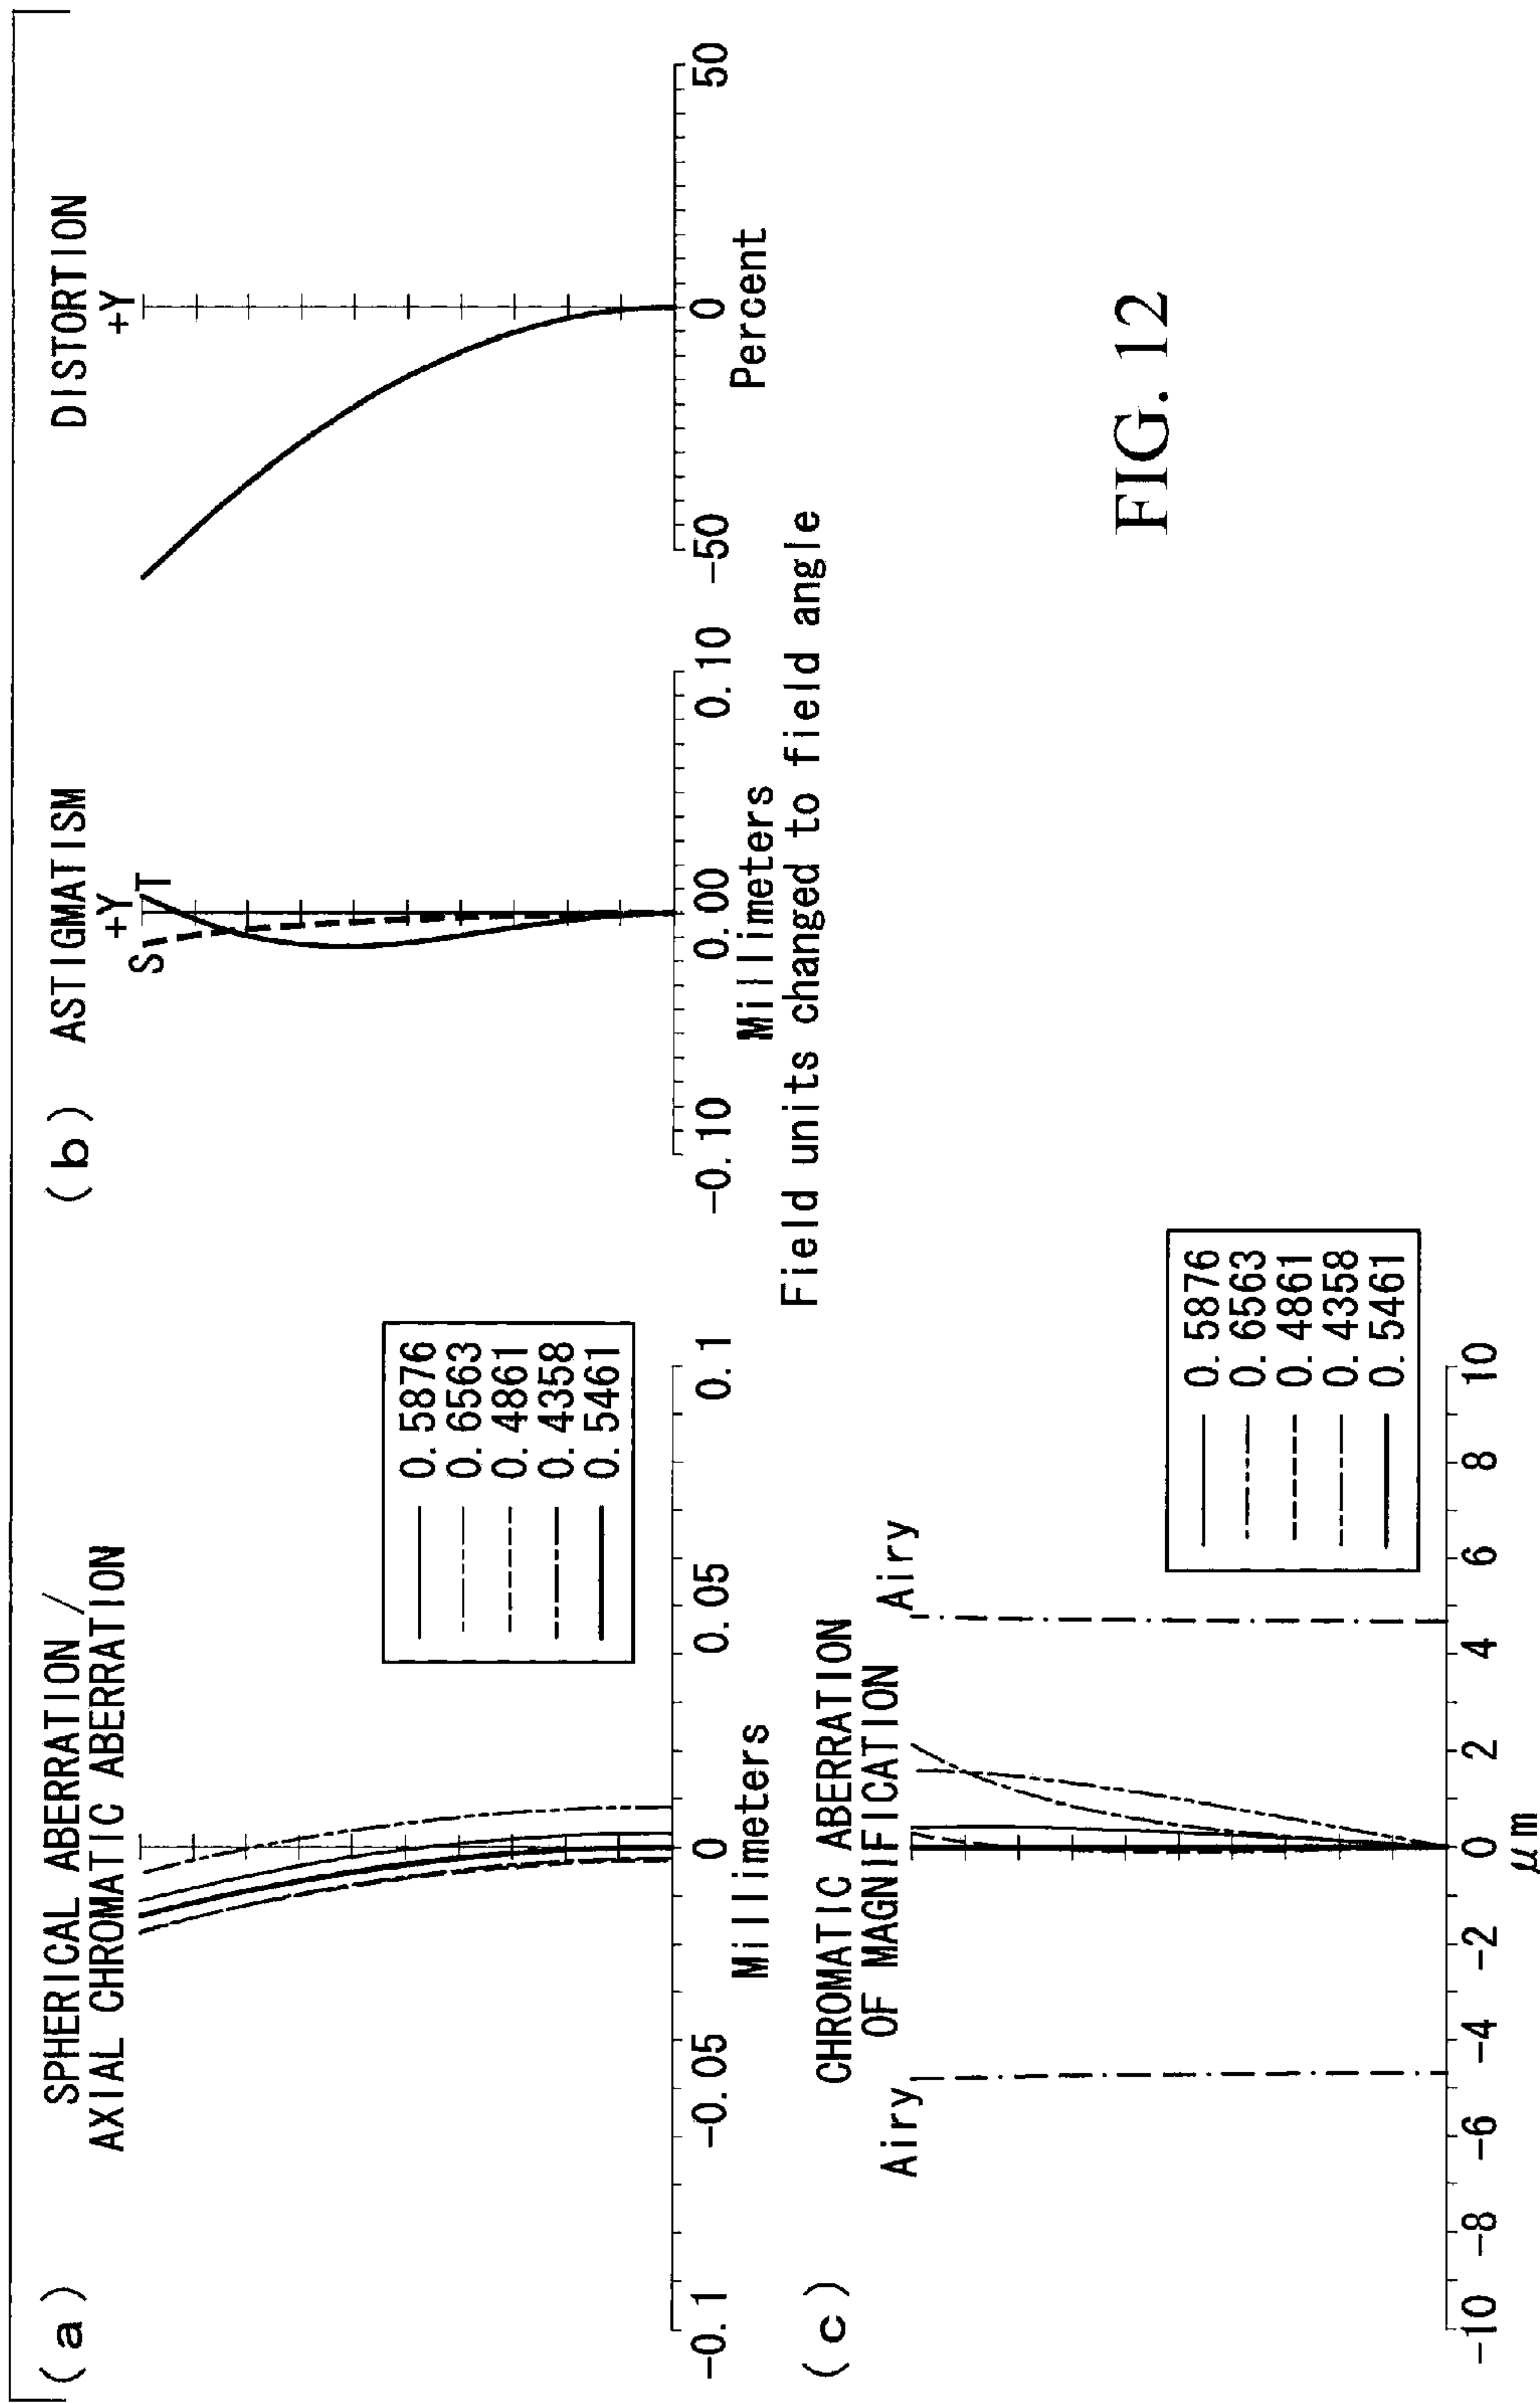 (a)
SPHERICAL ABERRATION /
AXIAL CHROMATIC ABERRATION
0.5876
0.6563
0.4861
0.4358
0.5461
-0.1 -0.05 0 0.05 0.1
Millimeters
(b) ASTIGMATISM
+Y
S T
-0.10 0.00 0.10
Millimeters
DISTORTION
+Y
-50 0 50
Percent
Field units changed to field angle
(c)
CHROMATIC ABERRATION
OF MAGNIFICATION
Airy Airy
0.5876
0.6563
0.4861
0.4358
0.5461
-10 -8 -6 -4 -2 0 2 4 6 8 10
μm
FIG. 12